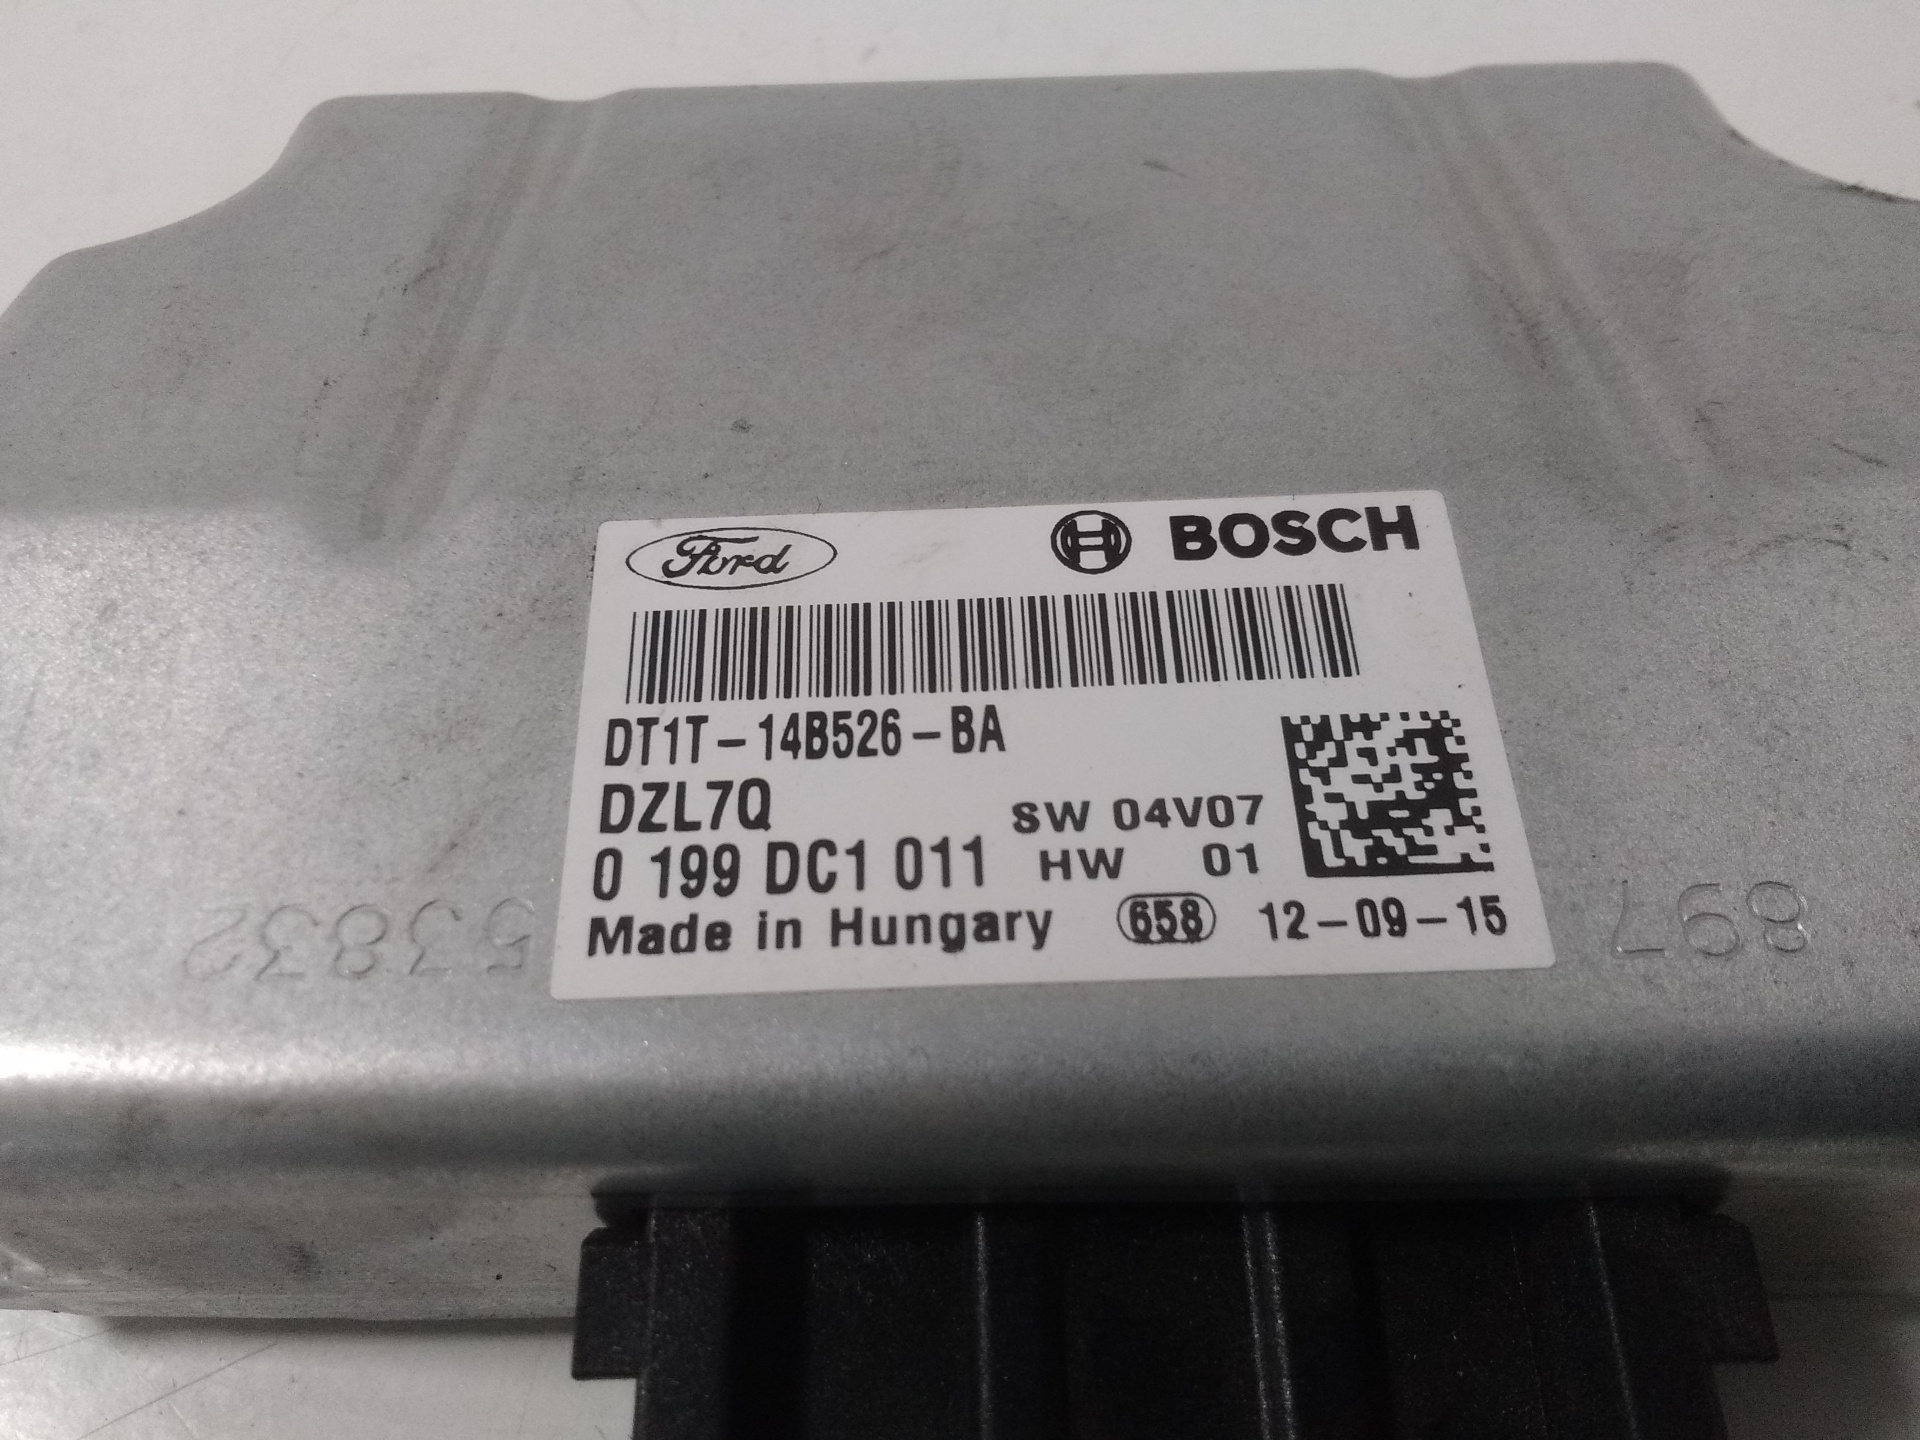 Ford BOSCH
DT1T-14B526-BA
DZL7Q
SW 04V07
0 199 DC1 011 HW 01
Made in Hungary 658 12-09-15
53832
897